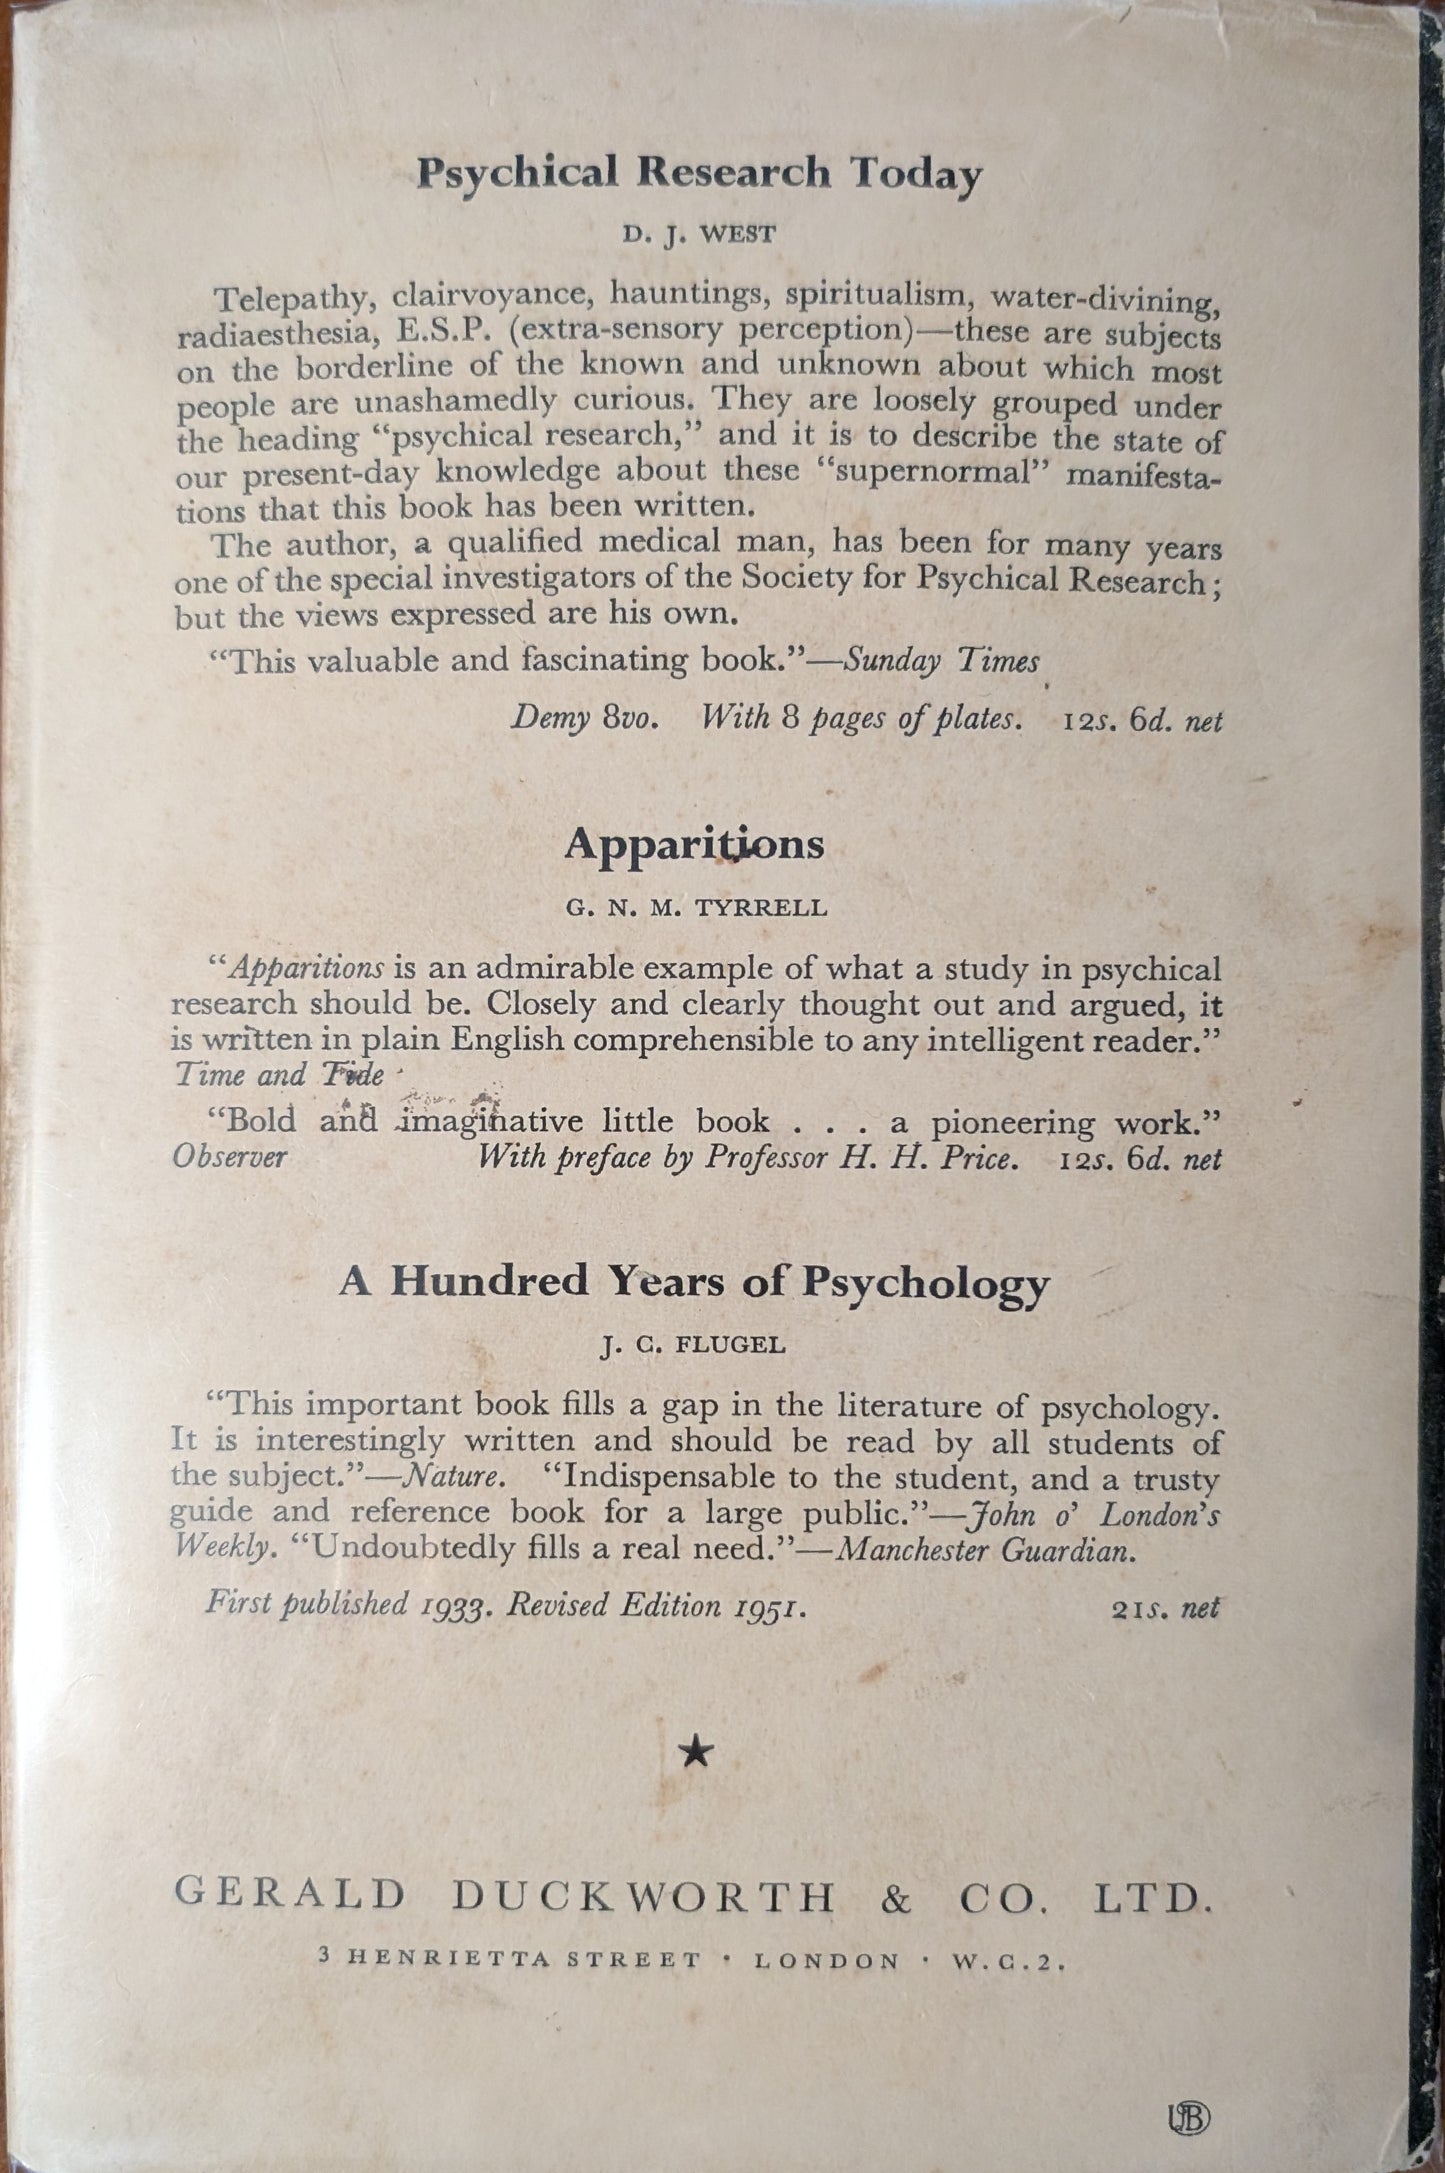 Psychical Research Today
D. J. WEST
Telepathy, clairvoyance, hauntings, spiritualism, water-divining,
radiaesthesia, E.S.P. (extra-sensory perception)—these are subjects
on the borderline of the known and unknown about which most
people are unashamedly curious. They are loosely grouped under
the heading “psychical research,” and it is to describe the state of
our present-day knowledge about these “supernormal” manifesta-
tions that this book has been written.
The author, a qualified medical man, has been for many years
one of the special investigators of the Society for Psychical Research;
but the views expressed are his own.
“This valuable and fascinating book.”—Sunday Times
Demy 8vo. With 8 pages of plates. 12s. 6d. net
Apparitions
G. N. M. TYRRELL
“Apparitions is an admirable example of what a study in psychical
research should be. Closely and clearly thought out and argued, it
is written in plain English comprehensible to any intelligent reader.”
Time and Tide
“Bold and imaginative little book . . . a pioneering work.”
Observer With preface by Professor H. H. Price. 12s. 6d. net
A Hundred Years of Psychology
J. C. FLUGEL
“This important book fills a gap in the literature of psychology.
It is interestingly written and should be read by all students of
the subject.”—Nature. “Indispensable to the student, and a trusty
guide and reference book for a large public.”—John o’ London’s
Weekly. “Undoubtedly fills a real need.”—Manchester Guardian.
First published 1933. Revised Edition 1951. 21s. net
★
GERALD DUCKWORTH & CO. LTD.
3 HENRIETTA STREET · LONDON · W.C.2.